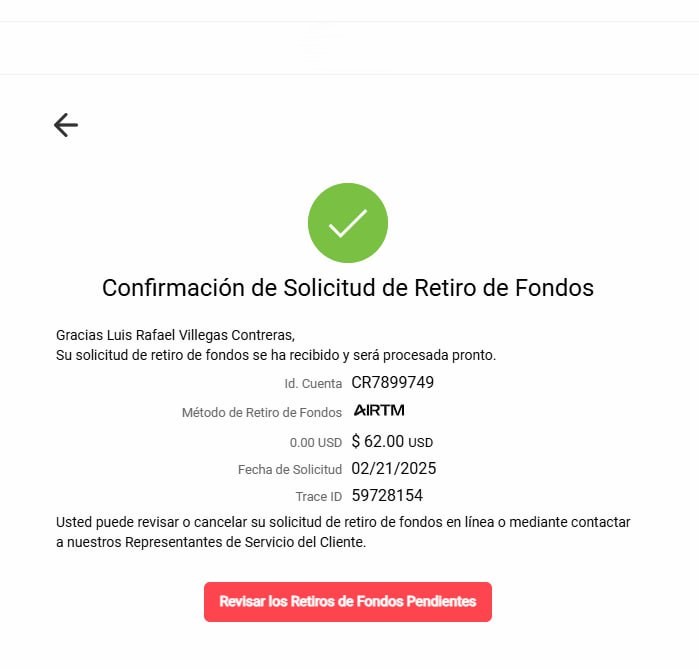 Confirmación de Solicitud de Retiro de Fondos
Gracias Luis Rafael Villegas Contreras,
Su solicitud de retiro de fondos se ha recibido y será procesada pronto.
Id. Cuenta CR7899749
Método de Retiro de Fondos AIRTM
0.00 USD $ 62.00 USD
Fecha de Solicitud 02/21/2025
Trace ID 59728154
Usted puede revisar o cancelar su solicitud de retiro de fondos en línea o mediante contactar
a nuestros Representantes de Servicio del Cliente.
Revisar los Retiros de Fondos Pendientes